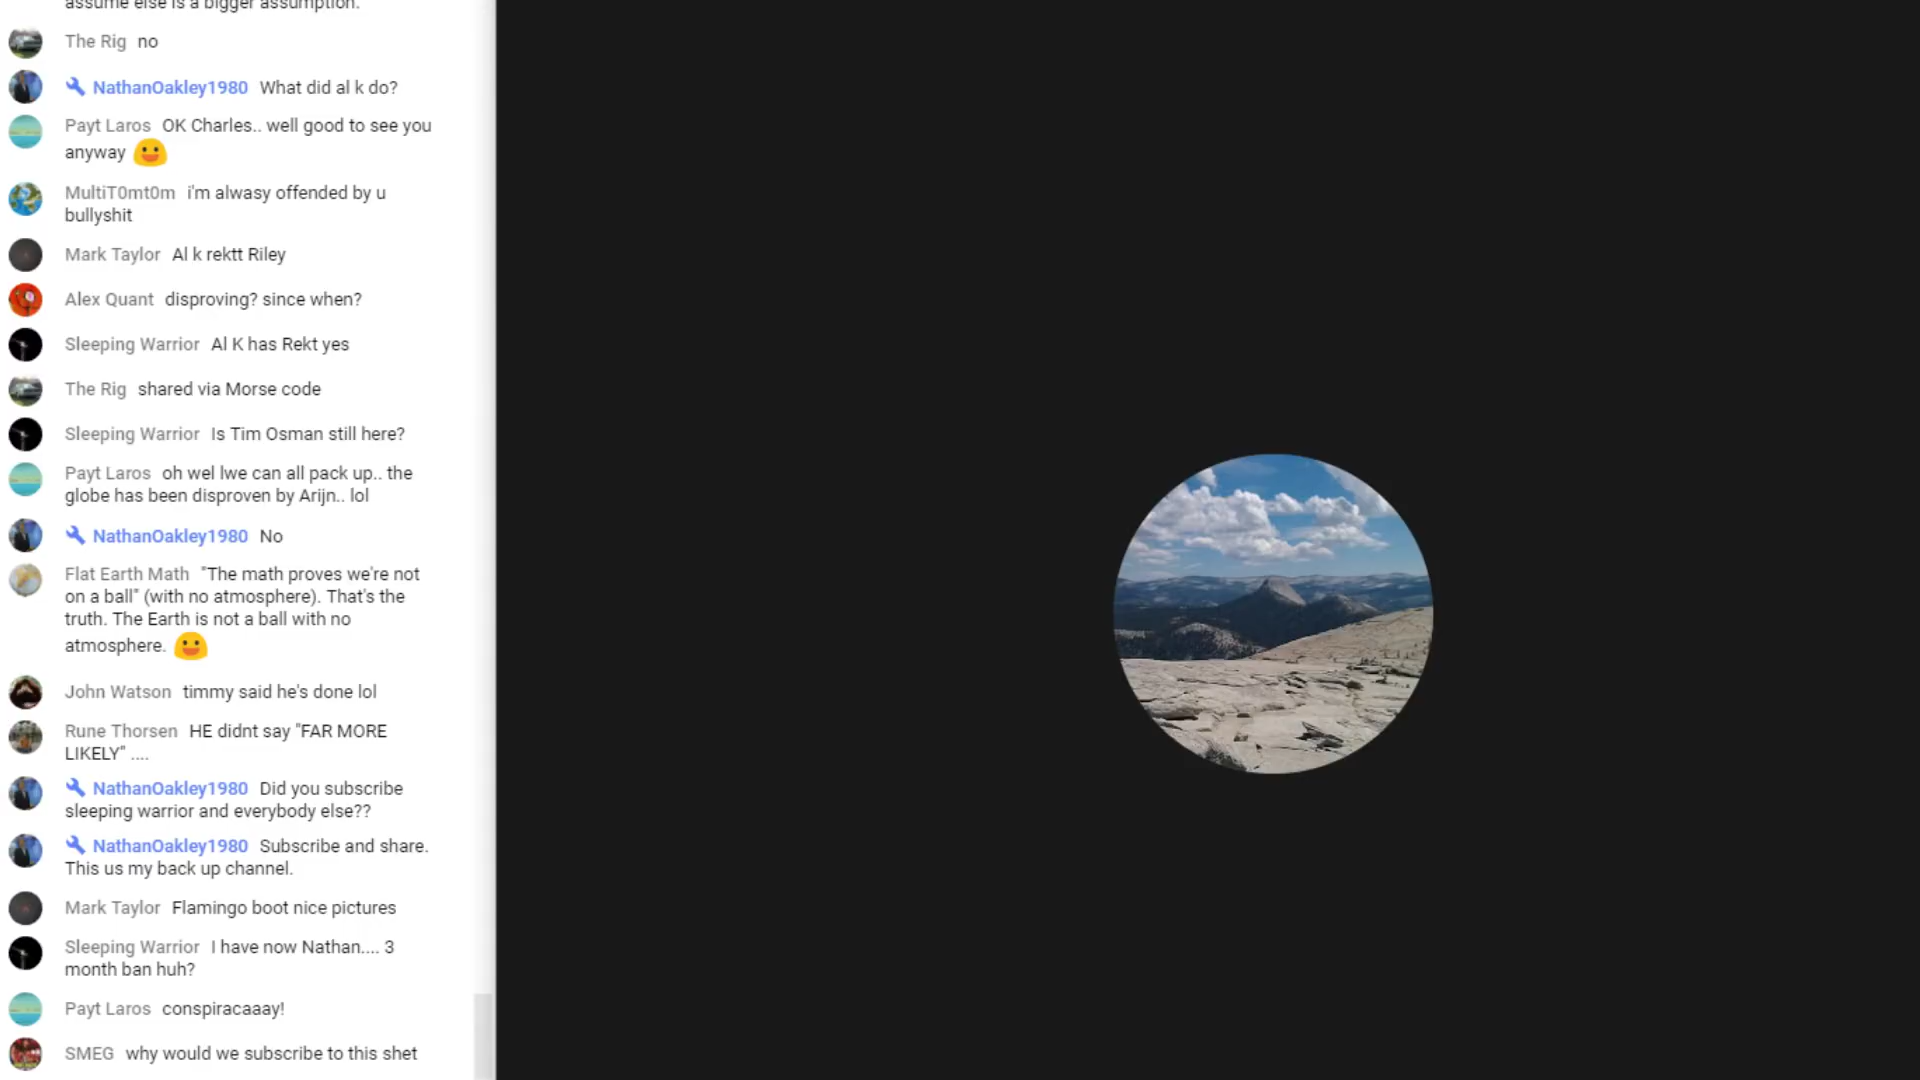 assume else is a bigger assumption.
The Rig no
NathanOakley1980 What did al k do?
Payt Laros OK Charles.. well good to see you
anyway
MultiT0mt0m i'm alwasy offended by u
bullyshit
Mark Taylor Al k rektt Riley
Alex Quant disproving? since when?
Sleeping Warrior Al K has Rekt yes
The Rig shared via Morse code
Sleeping Warrior Is Tim Osman still here?
Payt Laros oh wel lwe can all pack up.. the
globe has been disproven by Arijn.. lol
NathanOakley1980 No
Flat Earth Math "The math proves we're not
on a ball" (with no atmosphere). That's the
truth. The Earth is not a ball with no
atmosphere.
John Watson timmy said he's done lol
Rune Thorsen HE didnt say "FAR MORE
LIKELY" ....
NathanOakley1980 Did you subscribe
sleeping warrior and everybody else??
NathanOakley1980 Subscribe and share.
This us my back up channel.
Mark Taylor Flamingo boot nice pictures
Sleeping Warrior I have now Nathan.... 3
month ban huh?
Payt Laros conspiracaaay!
SMEG why would we subscribe to this shet